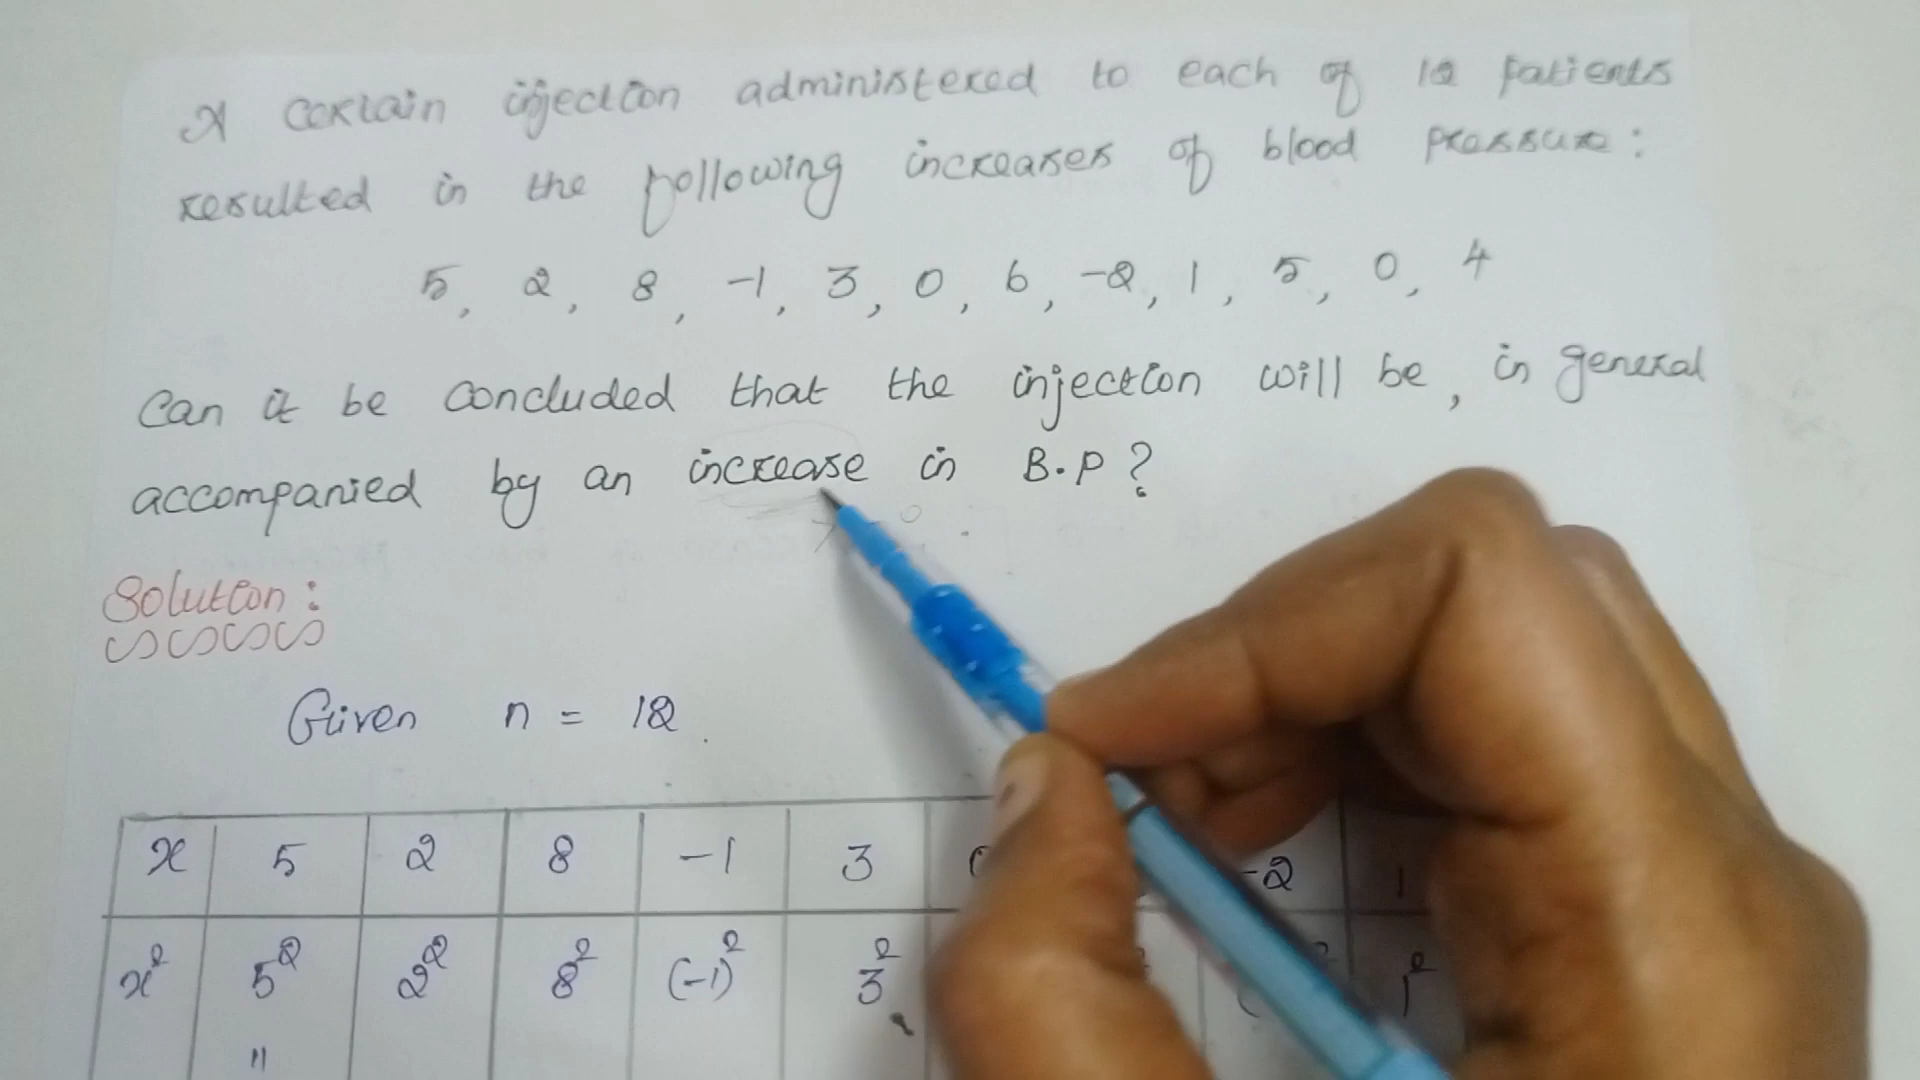 A certain injection administered to each of 12 patients
resulted in the following increases of blood pressure:
5, 2, 8, -1, 3, 0, 6, -2, 1, 5, 0, 4
Can it be concluded that the injection will be, in general
accompanied by an increase in B.P?
Solution:
Given n = 12.
x 5 2 8 -1 3 -2 1
x² 5² 2² 8² (-1)² 3² 1²